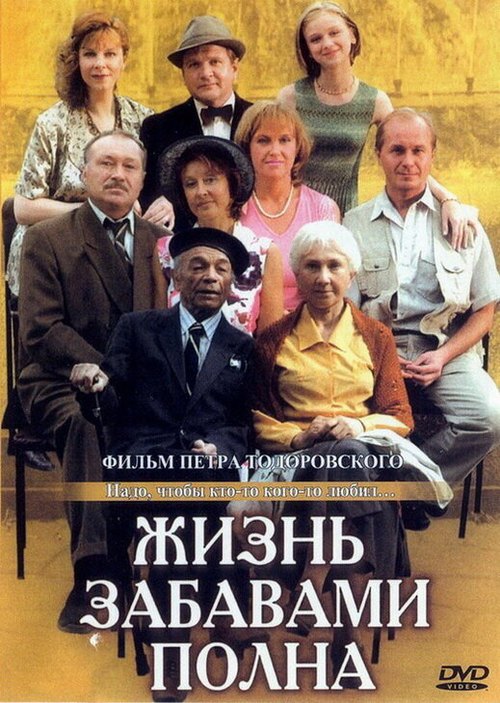 ФИЛЬМ ПЕТРА ТОДОРОВСКОГО
Надо, чтобы кто-то кого-то любил...
ЖИЗНЬ
ЗАБАВАМИ
ПОЛНА
DVD
VIDEO